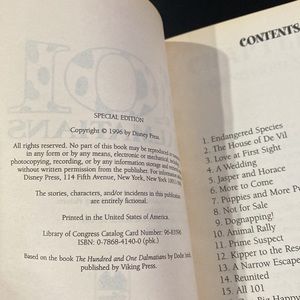 SPECIAL EDITION
Copyright © 1996 by Disney Press.
All rights reserved. No part of this book may be reproduced or
in any form or by any means, electronic or mechanical, including
photocopying, recording, or by any information storage and retrieval
without written permission from the publisher. For information
Disney Press, 114 Fifth Avenue, New York, New York 10011
The stories, characters, and/or incidents in this publication
are entirely fictional.
Printed in the United States of America.
Library of Congress Catalog Card Number:
ISBN: 0-7868-4140-0 (pbk.)
Based on the book The Hundred and One Dalmatians by Dodie
published by Viking Press.
CONTENTS
1 Endangered Species
2 The House of De Vil
3 Love at First Sight
4 A Wedding
5 Jasper and Horace
6 More to Come
7 Puppies and More
8 Not for Sale
9 Dognapping!
10 Animal Rally
11 Prime Suspect
12 Kipper to the
13 A Narrow Escape
14 Reunited
15 All 101
Big